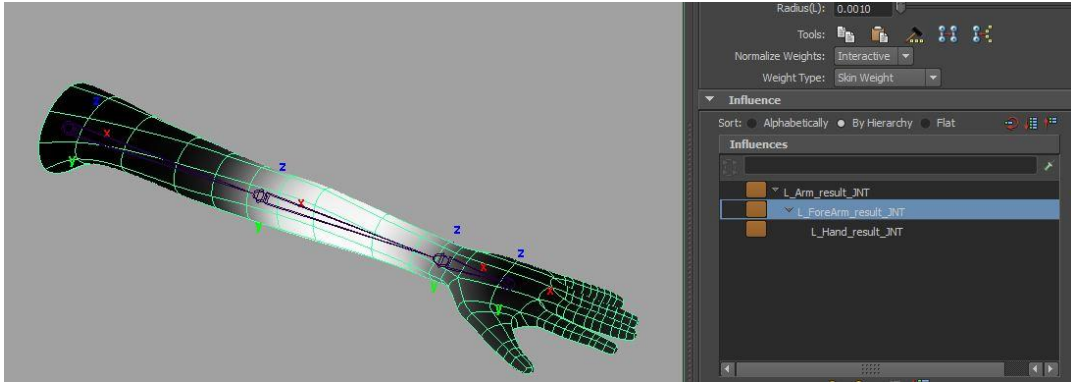 Radius(L): 0.0010
Tools:
Normalize Weights: Interactive
Weight Type: Skin Weight
Influence
Sort: Alphabetically By Hierarchy Flat
Influences
L_Arm_result_JNT
L_ForeArm_result_JNT
L_Hand_result_JNT
z
x
y
z
x
y
z
x
y
z
x
y